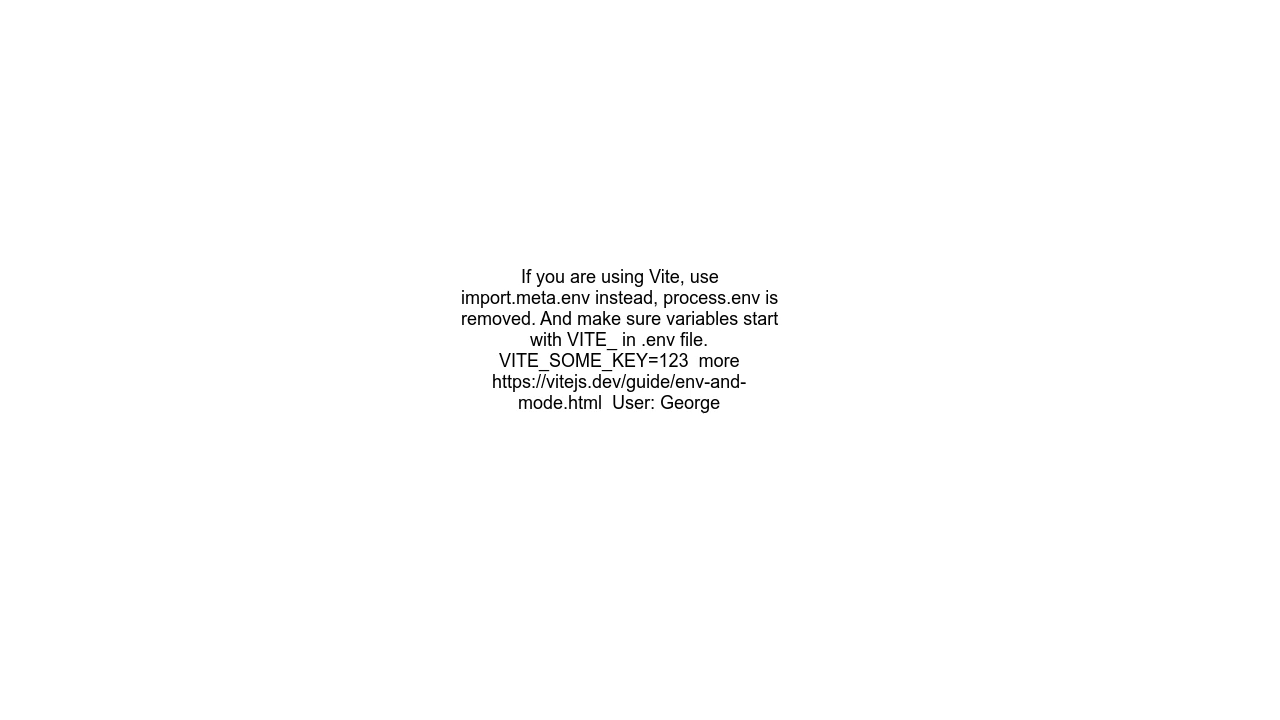 If you are using Vite, use
import.meta.env instead, process.env is
removed. And make sure variables start
with VITE_ in .env file.
VITE_SOME_KEY=123  more
https://vitejs.dev/guide/env-and-
mode.html  User: George